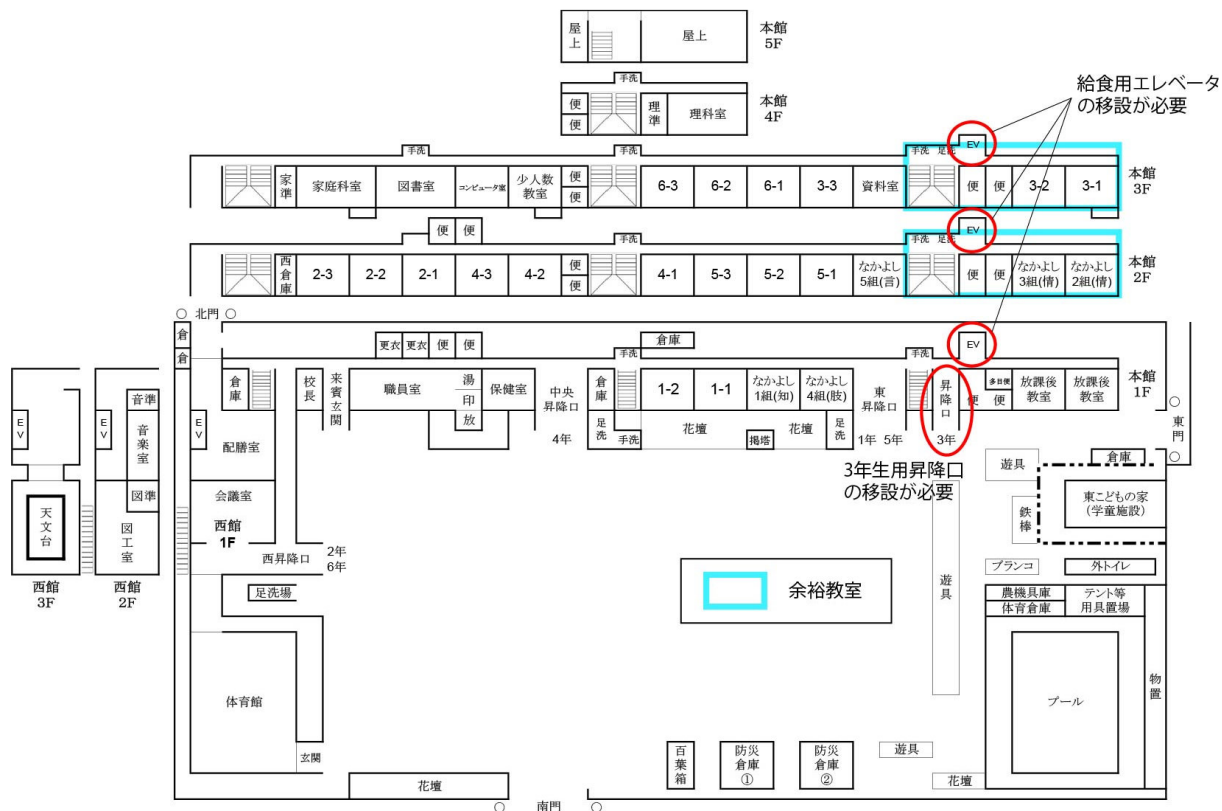 屋上
屋上
本館
5F
手洗
便
便
理準
理科室
本館
4F
給食用エレベータ
の移設が必要
手洗
手洗
手洗 足洗
EV
家準
家庭科室
図書室
コンピュータ室
少人数
教室
便
便
6-3
6-2
6-1
3-3
資料室
便
便
3-2
3-1
本館
3F
便
便
手洗
手洗 足洗
EV
西倉庫
2-3
2-2
2-1
4-3
4-2
便
便
4-1
5-3
5-2
5-1
なかよし
5組(言)
便
便
なかよし
3組(情)
なかよし
2組(情)
本館
2F
○ 北門 ○
倉
倉
更衣
更衣
便
便
手洗
倉庫
手洗
EV
倉庫
校長
来賓玄関
職員室
湯
印
放
保健室
中央
昇降口
4年
倉庫
1-2
1-1
なかよし
1組(知)
なかよし
4組(肢)
東
昇降口
1年 5年
昇降口
3年
便
多目便
便
放課後
教室
放課後
教室
本館
1F
○
東門
○
足洗
手洗
花壇
掲塔
花壇
足洗
3年生用昇降口
の移設が必要
EV
EV
音準
音楽室
EV
配膳室
天文台
図準
図工室
会議室
西館
1F
西昇降口
2年
6年
西館
3F
西館
2F
足洗場
体育館
玄関
遊具
倉庫
鉄棒
東こどもの家
(学童施設)
ブランコ
外トイレ
余裕教室
遊具
農機具庫
体育倉庫
テント等
用具置場
プール
物置
百葉箱
防災
倉庫
①
防災
倉庫
②
遊具
花壇
花壇
○ 南門 ○